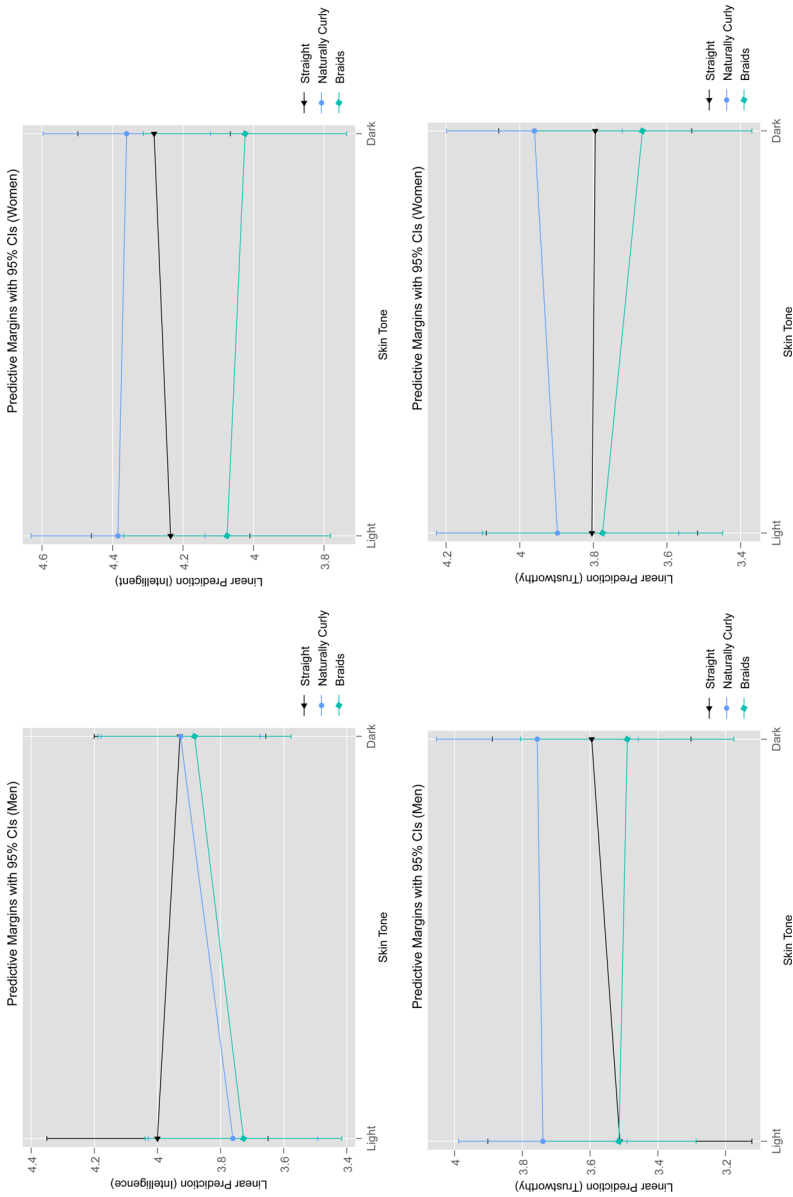 Predictive Margins with 95% CIs (Men)
Linear Prediction (Intelligence)
4.4
4.2
4
3.8
3.6
3.4
Light
Dark
Skin Tone
Straight
Naturally Curly
Braids
Predictive Margins with 95% CIs (Women)
Linear Prediction (Intelligent)
4.6
4.4
4.2
4
3.8
Light
Dark
Skin Tone
Straight
Naturally Curly
Braids
Predictive Margins with 95% CIs (Men)
Linear Prediction (Trustworthy)
4
3.8
3.6
3.4
3.2
Light
Dark
Skin Tone
Straight
Naturally Curly
Braids
Predictive Margins with 95% CIs (Women)
Linear Prediction (Trustworthy)
4.2
4
3.8
3.6
3.4
Light
Dark
Skin Tone
Straight
Naturally Curly
Braids